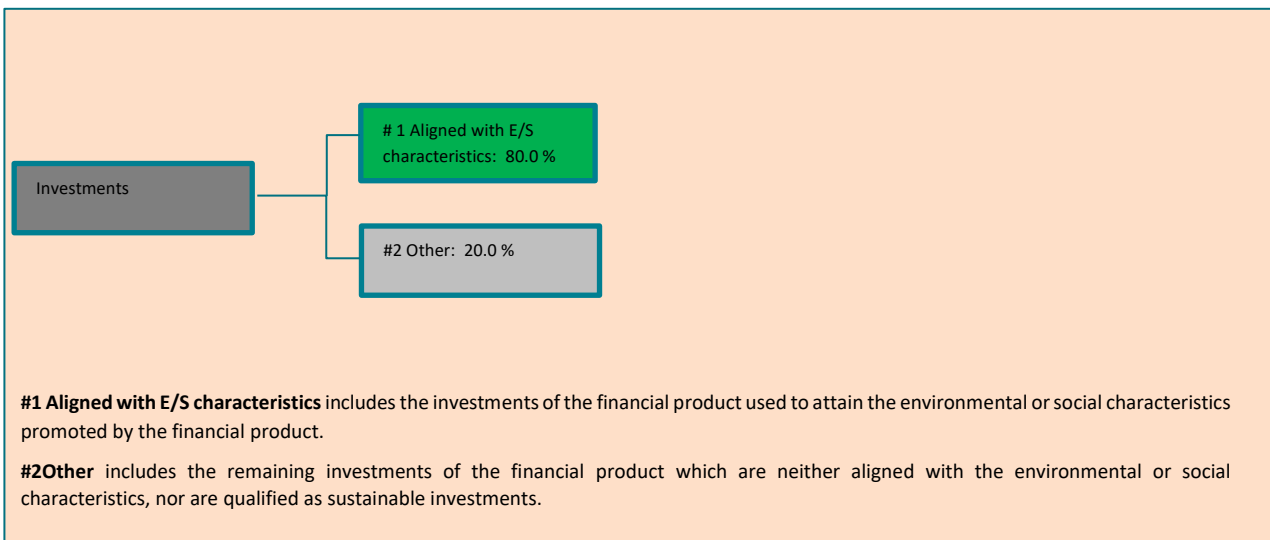 # 1 Aligned with E/S
characteristics: 80.0 %
Investments
#2 Other: 20.0 %
#1 Aligned with E/S characteristics includes the investments of the financial product used to attain the environmental or social characteristics
promoted by the financial product.
#2Other includes the remaining investments of the financial product which are neither aligned with the environmental or social
characteristics, nor are qualified as sustainable investments.